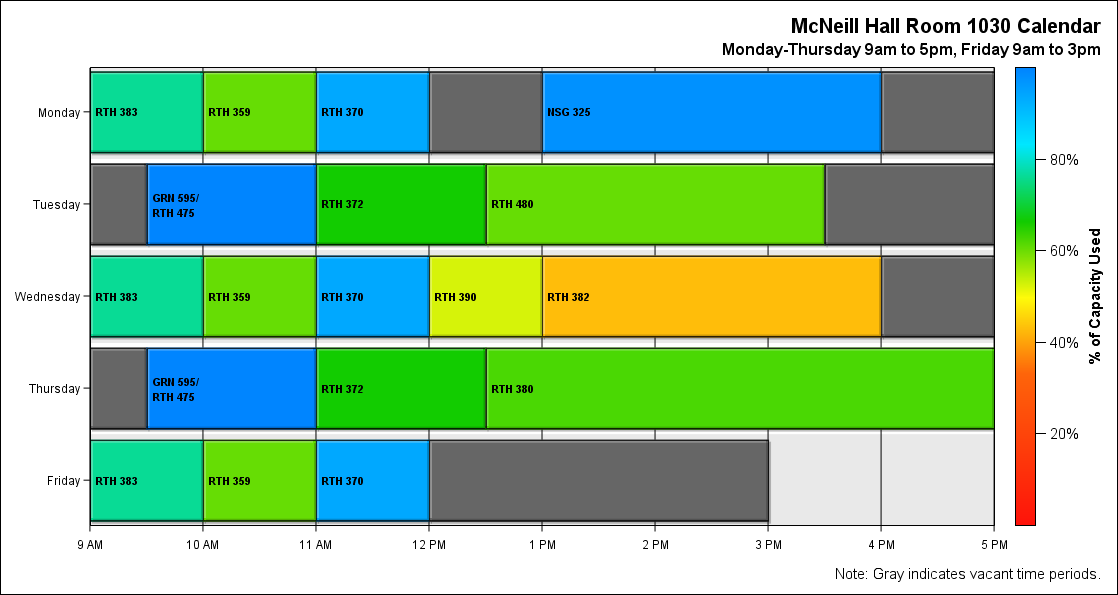 McNeill Hall Room 1030 Calendar
Monday-Thursday 9am to 5pm, Friday 9am to 3pm
Monday
RTH 383
RTH 359
RTH 370
NSG 325
Tuesday
GRN 595/
RTH 475
RTH 372
RTH 480
Wednesday
RTH 383
RTH 359
RTH 370
RTH 390
RTH 382
Thursday
GRN 595/
RTH 475
RTH 372
RTH 380
Friday
RTH 383
RTH 359
RTH 370
9 AM
10 AM
11 AM
12 PM
1 PM
2 PM
3 PM
4 PM
5 PM
80%
60%
40%
20%
% of Capacity Used
Note: Gray indicates vacant time periods.